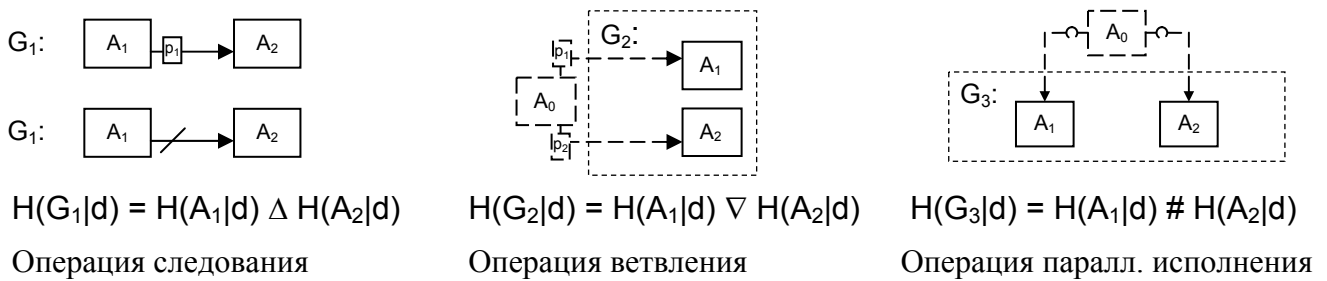 G₁: A₁ p₁ A₂
G₁: A₁ A₂
H(G₁|d) = H(A₁|d) Δ H(A₂|d)
Операция следования
G₂:
p₁ A₁
A₀
p₂ A₂
H(G₂|d) = H(A₁|d) ∇ H(A₂|d)
Операция ветвления
A₀
G₃:
A₁ A₂
H(G₃|d) = H(A₁|d) # H(A₂|d)
Операция паралл. исполнения